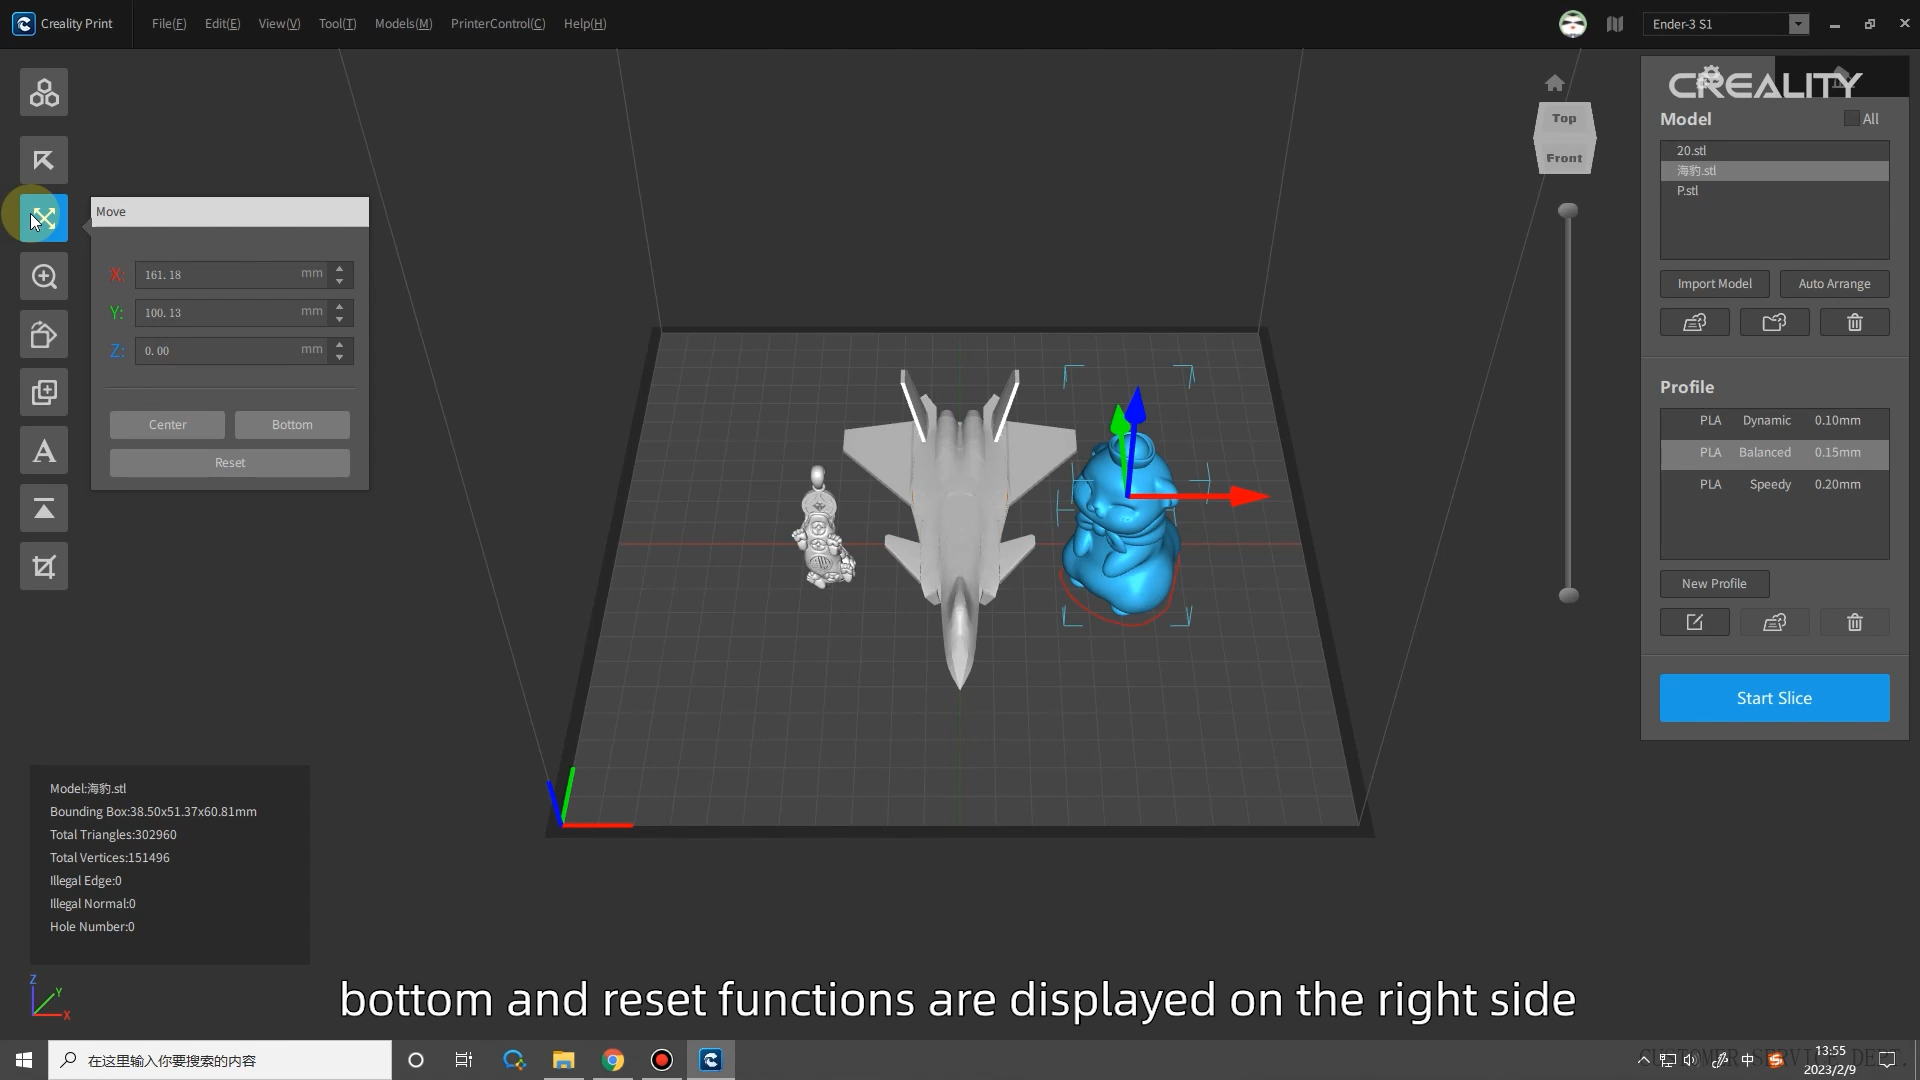 Creality Print
File(F) Edit(E) View(V) Tool(T) Models(M) PrinterControl(C) Help(H)
Ender-3 S1
CREALITY
Top
Front
Model
All
20.stl
海豹.stl
P.stl
Import Model
Auto Arrange
Move
X: 161.18 mm
Y: 100.13 mm
Z: 0.00 mm
Center
Bottom
Reset
Profile
PLA Dynamic 0.10mm
PLA Balanced 0.15mm
PLA Speedy 0.20mm
New Profile
Start Slice
Model:海豹.stl
Bounding Box:38.50x51.37x60.81mm
Total Triangles:302960
Total Vertices:151496
Illegal Edge:0
Illegal Normal:0
Hole Number:0
Z
Y
X
bottom and reset functions are displayed on the right side
在这里输入你要搜索的内容
CUSTOMER SERVICE DEPT.
中
13:55
2023/2/9